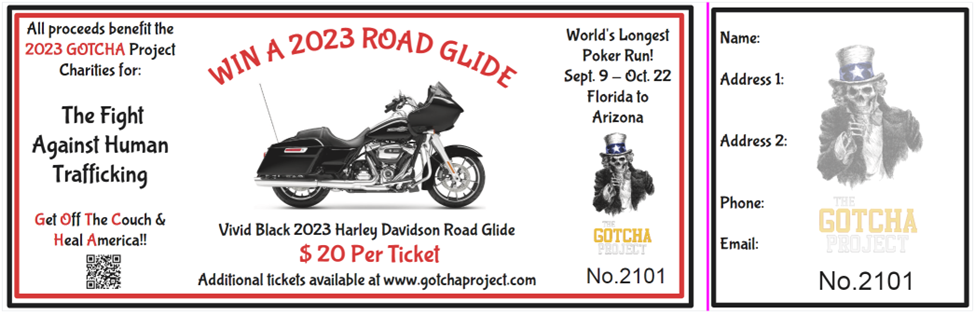 All proceeds benefit the
2023 GOTCHA Project
Charities for:
The Fight
Against Human
Trafficking
Get Off The Couch &
Heal America!!
WIN A 2023 ROAD GLIDE
Vivid Black 2023 Harley Davidson Road Glide
$ 20 Per Ticket
Additional tickets available at www.gotchaproject.com
World's Longest
Poker Run!
Sept. 9 – Oct. 22
Florida to
Arizona
THE
GOTCHA
PROJECT
No.2101
Name:
Address 1:
Address 2:
Phone:
Email:
THE
GOTCHA
PROJECT
No.2101